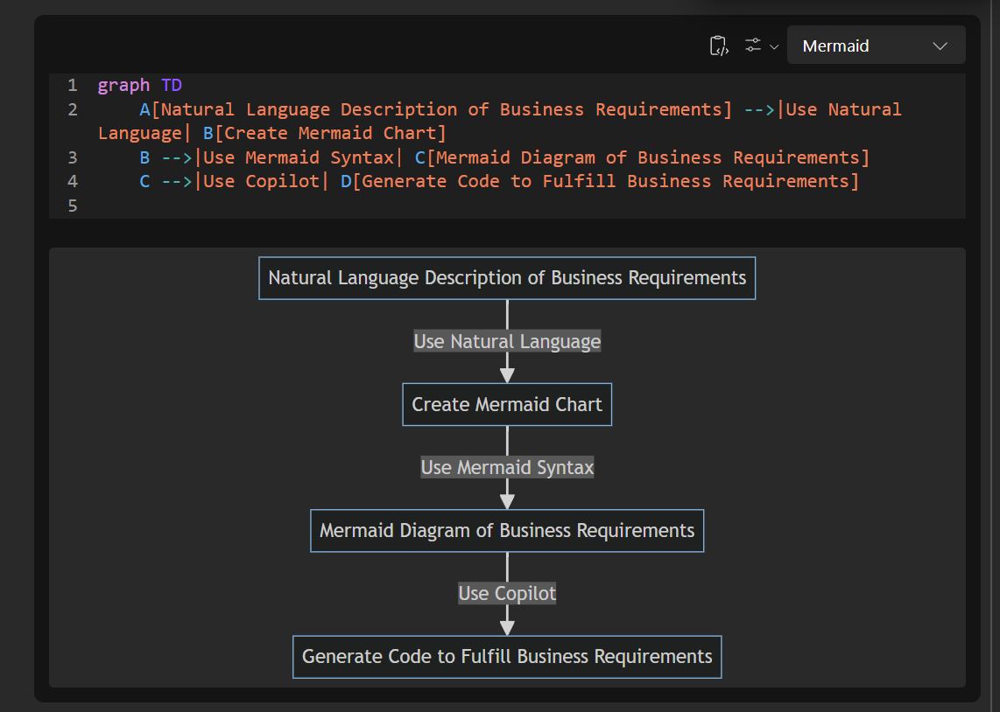 Mermaid
1 graph TD
2     A[Natural Language Description of Business Requirements] -->|Use Natural
Language| B[Create Mermaid Chart]
3     B -->|Use Mermaid Syntax| C[Mermaid Diagram of Business Requirements]
4     C -->|Use Copilot| D[Generate Code to Fulfill Business Requirements]
5
Natural Language Description of Business Requirements
Use Natural Language
Create Mermaid Chart
Use Mermaid Syntax
Mermaid Diagram of Business Requirements
Use Copilot
Generate Code to Fulfill Business Requirements